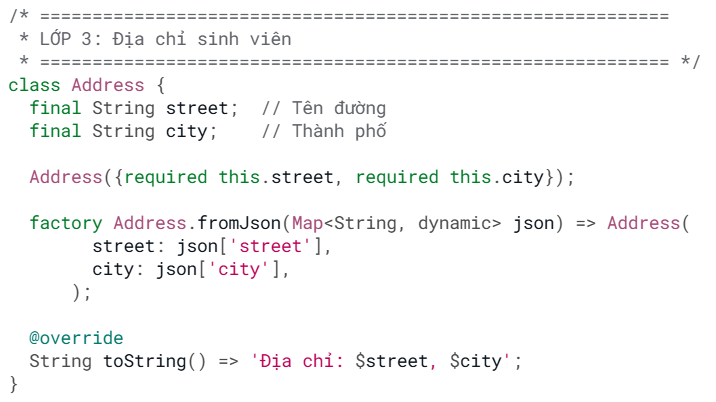 /* ============================================================
 * LỚP 3: Địa chỉ sinh viên
 * ============================================================ */
class Address {
  final String street;  // Tên đường
  final String city;    // Thành phố

  Address({required this.street, required this.city});

  factory Address.fromJson(Map<String, dynamic> json) => Address(
        street: json['street'],
        city: json['city'],
      );

  @override
  String toString() => 'Địa chỉ: $street, $city';
}